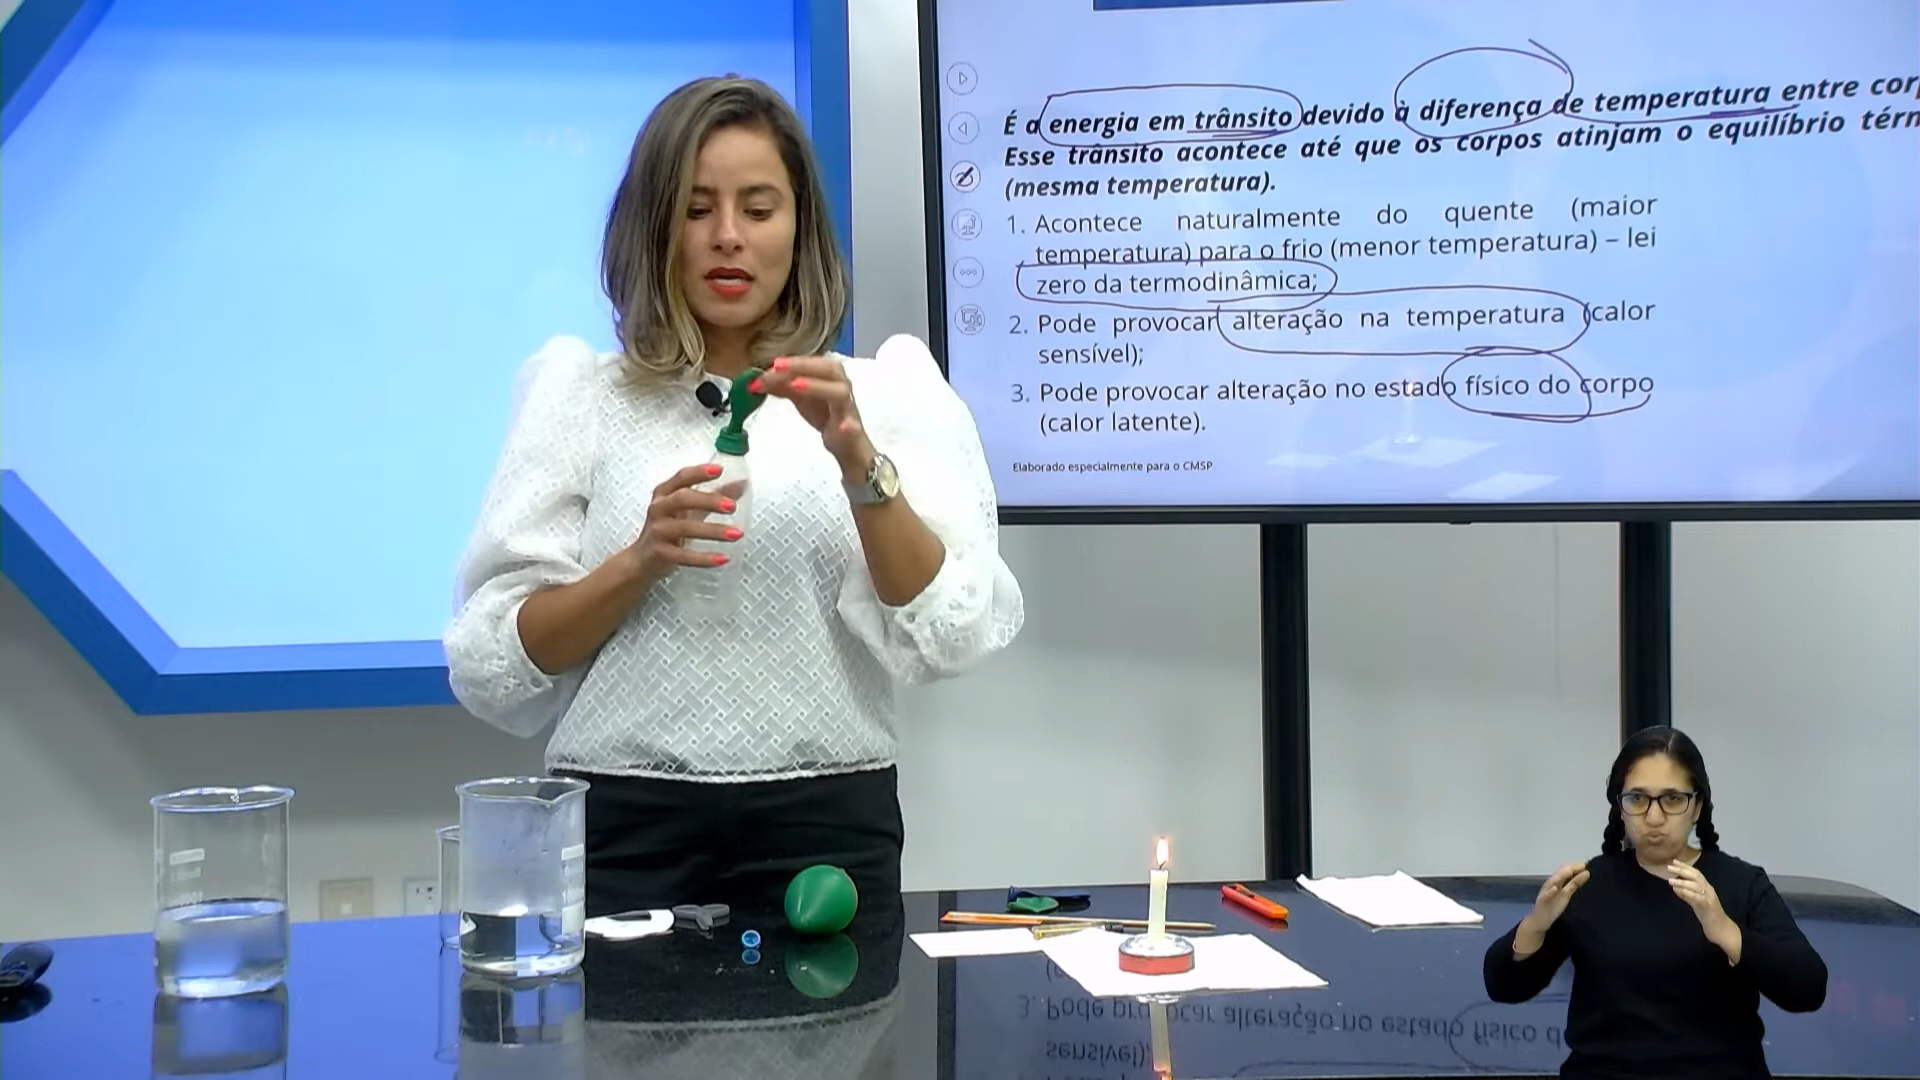 É a energia em trânsito devido à diferença de temperatura entre
Esse trânsito acontece até que os corpos atinjam o equilíbrio
(mesma temperatura).
1. Acontece naturalmente do quente (maior
temperatura) para o frio (menor temperatura) – lei
zero da termodinâmica;
2. Pode provocar alteração na temperatura (calor
sensível);
3. Pode provocar alteração no estado físico do corpo
(calor latente).
Elaborado especialmente para o CMSP